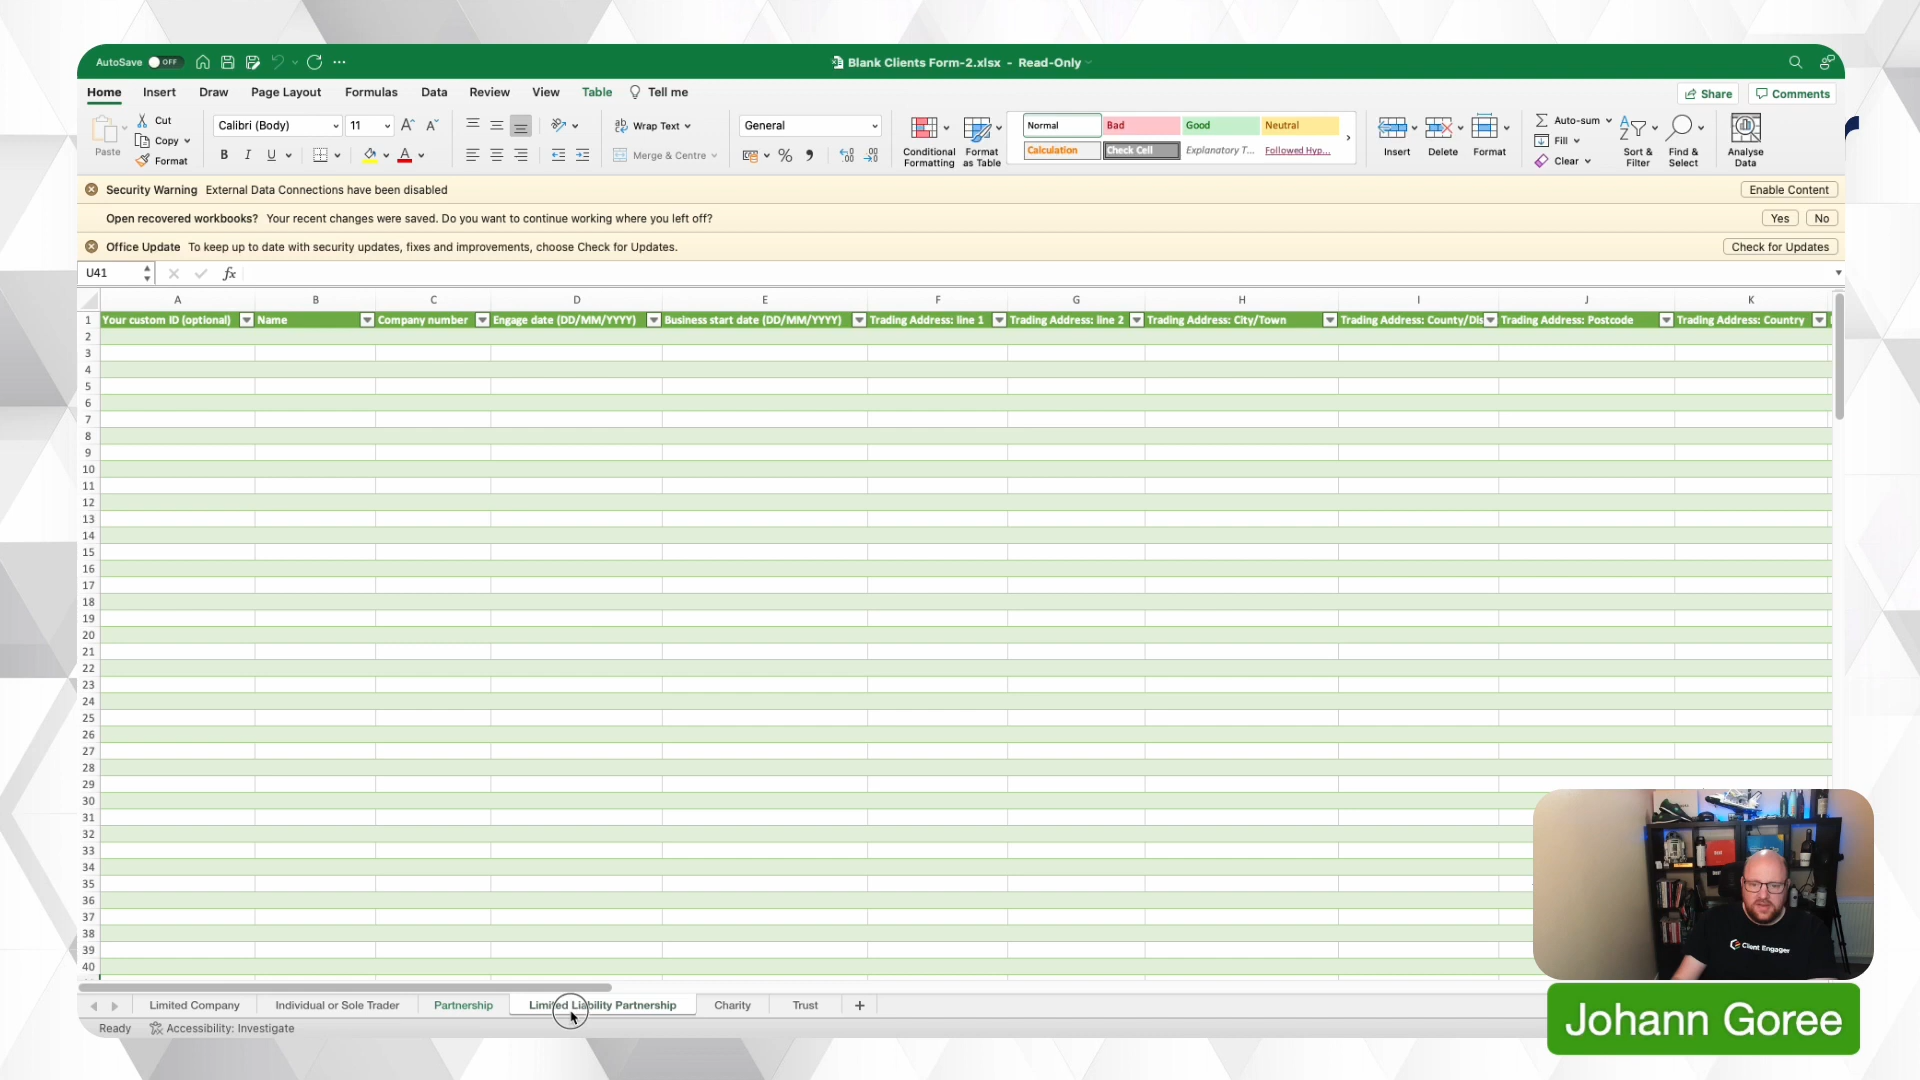 AutoSave OFF Blank Clients Form-2.xlsx - Read-Only
Home Insert Draw Page Layout Formulas Data Review View Table Tell me Share Comments
Paste Cut Copy Format
Calibri (Body) 11
B I U A
Wrap Text
Merge & Centre
General
Conditional Formatting
Format as Table
Normal Bad Good Neutral
Calculation Check Cell Explanatory T... Followed Hyp...
Insert Delete Format
Auto-sum
Fill
Clear
Sort & Filter
Find & Select
Analyse Data
Security Warning External Data Connections have been disabled Enable Content
Open recovered workbooks? Your recent changes were saved. Do you want to continue working where you left off? Yes No
Office Update To keep up to date with security updates, fixes and improvements, choose Check for Updates. Check for Updates
U41 fx
A B C D E F G H I J K
1 Your custom ID (optional) Name Company number Engage date (DD/MM/YYYY) Business start date (DD/MM/YYYY) Trading Address: line 1 Trading Address: line 2 Trading Address: City/Town Trading Address: County/Dis Trading Address: Postcode Trading Address: Country
2
3
4
5
6
7
8
9
10
11
12
13
14
15
16
17
18
19
20
21
22
23
24
25
26
27
28
29
30
31
32
33
34
35
36
37
38
39
40
Client Engager
Limited Company Individual or Sole Trader Partnership Limited Liability Partnership Charity Trust +
Ready Accessibility: Investigate
Johann Goree